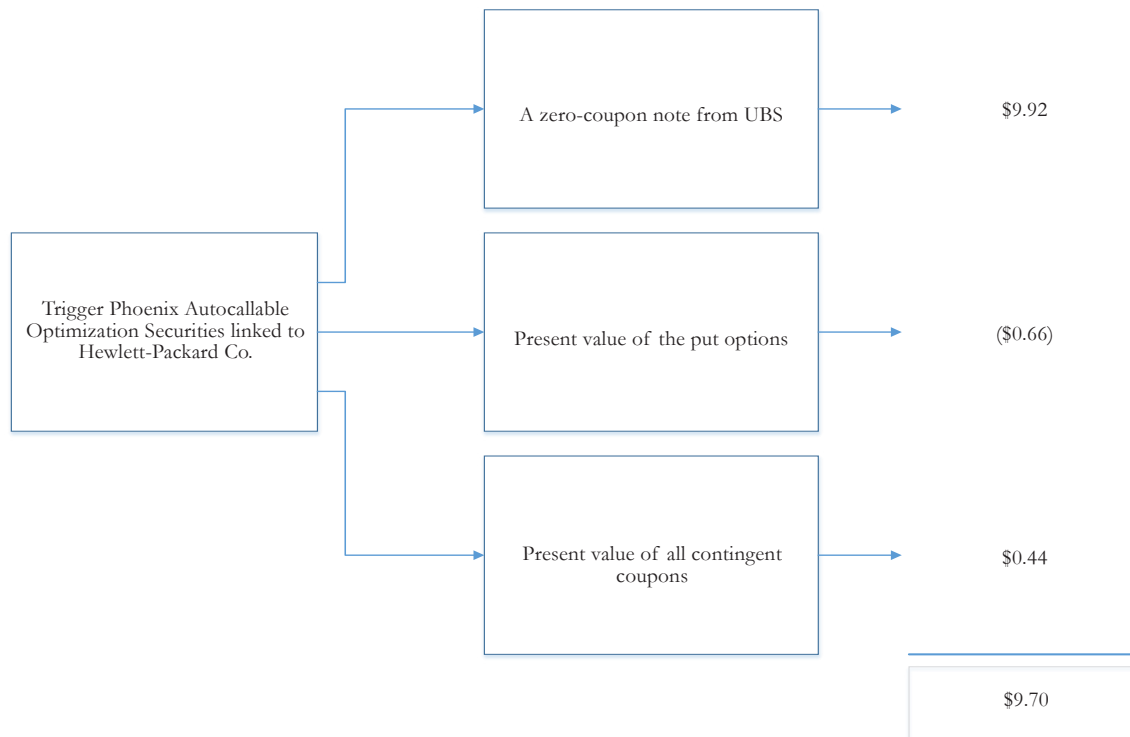 A zero-coupon note from UBS
$9.92
Trigger Phoenix Autocallable
Optimization Securities linked to
Hewlett-Packard Co.
Present value of the put options
($0.66)
Present value of all contingent
coupons
$0.44
$9.70